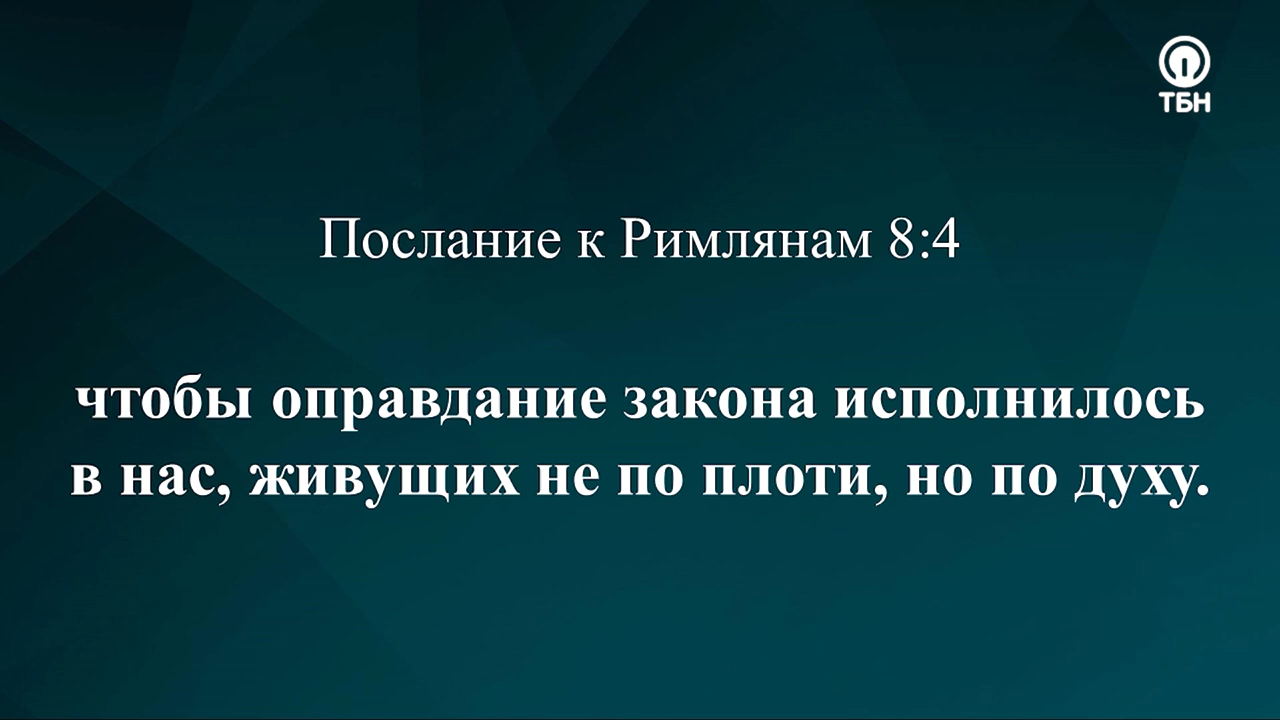 ТБН
Послание к Римлянам 8:4
чтобы оправдание закона исполнилось
в нас, живущих не по плоти, но по духу.